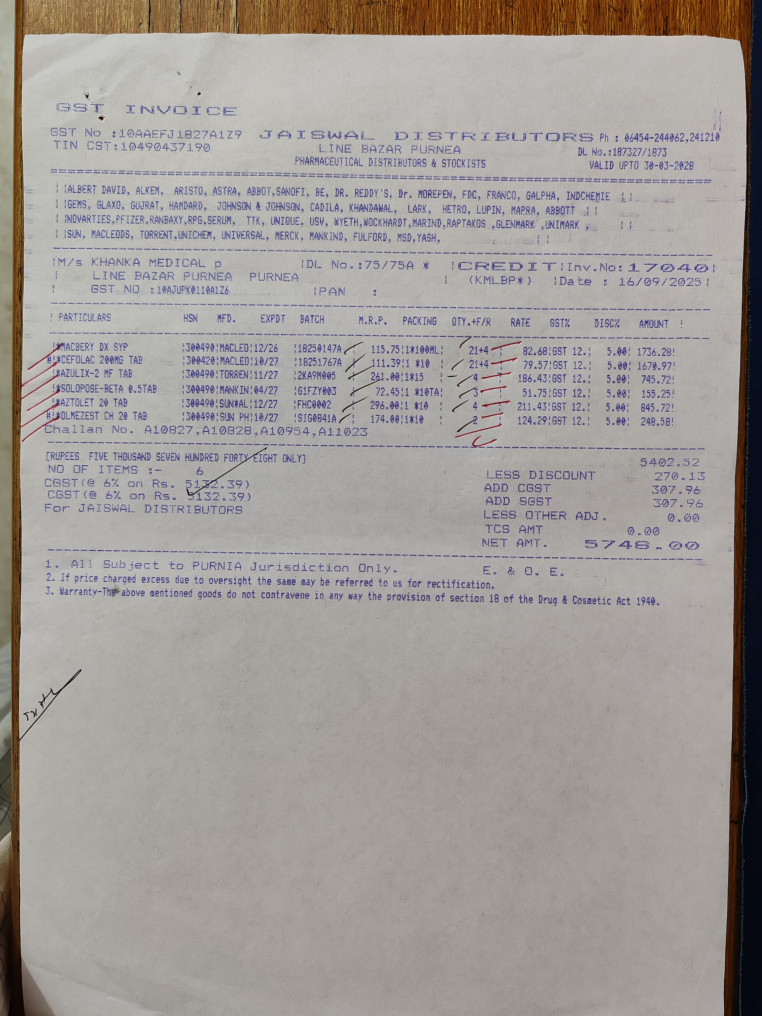 GST INVOICE
GST No :10AAEFJ1827A1Z9 JAISWAL DISTRIBUTORS Ph : 06454-244062,241210
TIN CST:10490437190 LINE BAZAR PURNEA DL No.:187327/1873
PHARMACEUTICAL DISTRIBUTORS & STOCKISTS VALID UPTO 30-03-2028
ALBERT DAVID, ALKEM, ARISTO, ASTRA, ABBOT,SANOFI, BE, DR. REDDY'S, Dr. MOREPEN, FDC, FRANCO, GALPHA, INDCHEMIE
GEMS, GLAXO, GUJRAT, HAMDARD, JOHNSON & JOHNSON, CADILA, KHANDAWAL, LARK, HETRO, LUPIN, MAPRA, ABBOTT
INOVARTIES,PFIZER,RANBAXY,RPG,SERUM, TTK, UNIQUE, USV, WYETH,WOCKHARDT,MARIND,RAPTAKOS ,GLENMARK ,UNIMARK ,
SUN, MACLEODS, TORRENT,UNICHEM, UNIVERSAL, MERCK, MANKIND, FULFORD, MSD,YASH,
M/s KHANKA MEDICAL p |DL No.:75/75A * |CREDIT|Inv.No:17040|
| LINE BAZAR PURNEA PURNEA | (KMLBP*) |Date : 16/09/2025|
| GST NO :10AJUPK0110A1Z6 |PAN :
! PARTICULARS HSN MFD. EXPDT BATCH M.R.P. PACKING QTY.+F/R RATE GST% DISC% AMOUNT !
!*MACBERY DX SYP |300490|MACLEO|12/26 |18250147A 115.75|1*100ML| 21+4 82.68|GST 12.| 5.00| 1736.28!
#!*CEFOLAC 200MG TAB |300420|MACLEO|10/27 |18251767A 111.39|1 *10 | 21+4 79.57|GST 12.| 5.00| 1670.97!
!*AZULIX-2 MF TAB |300490|TORREN|11/27 |2KA9M005 261.00|1*15 | 4 186.43|GST 12.| 5.00| 745.72!
!*SOLOPOSE-BETA 0.5TAB |300490|MANKIN|04/27 |G1FZY003 72.45|1 *10TA| 3 51.75|GST 12.| 5.00| 155.25!
!*AZTOLET 20 TAB |300490|SUN*AL|12/27 |FHC0002 296.00|1 *10 | 4 211.43|GST 12.| 5.00| 845.72!
#!*OLMEZEST CH 20 TAB |300490|SUN PH|10/27 |SIG0841A 174.00|1*10 | 2 124.29|GST 12.| 5.00| 248.58!
Challan No. A10827,A10828,A10954,A11023
[RUPEES FIVE THOUSAND SEVEN HUNDRED FORTY EIGHT ONLY] 5402.52
NO OF ITEMS :- 6 LESS DISCOUNT 270.13
CGST(@ 6% on Rs. 5132.39) ADD CGST 307.96
CGST(@ 6% on Rs. 5132.39) ADD SGST 307.96
For JAISWAL DISTRIBUTORS LESS OTHER ADJ. 0.00
TCS AMT 0.00
NET AMT. 5748.00
1. All Subject to PURNIA Jurisdiction Only. E. & O. E.
2. If price charged excess due to oversight the same may be referred to us for rectification.
3. Warranty-The above mentioned goods do not contravene in any way the provision of section 18 of the Drug & Cosmetic Act 1940.